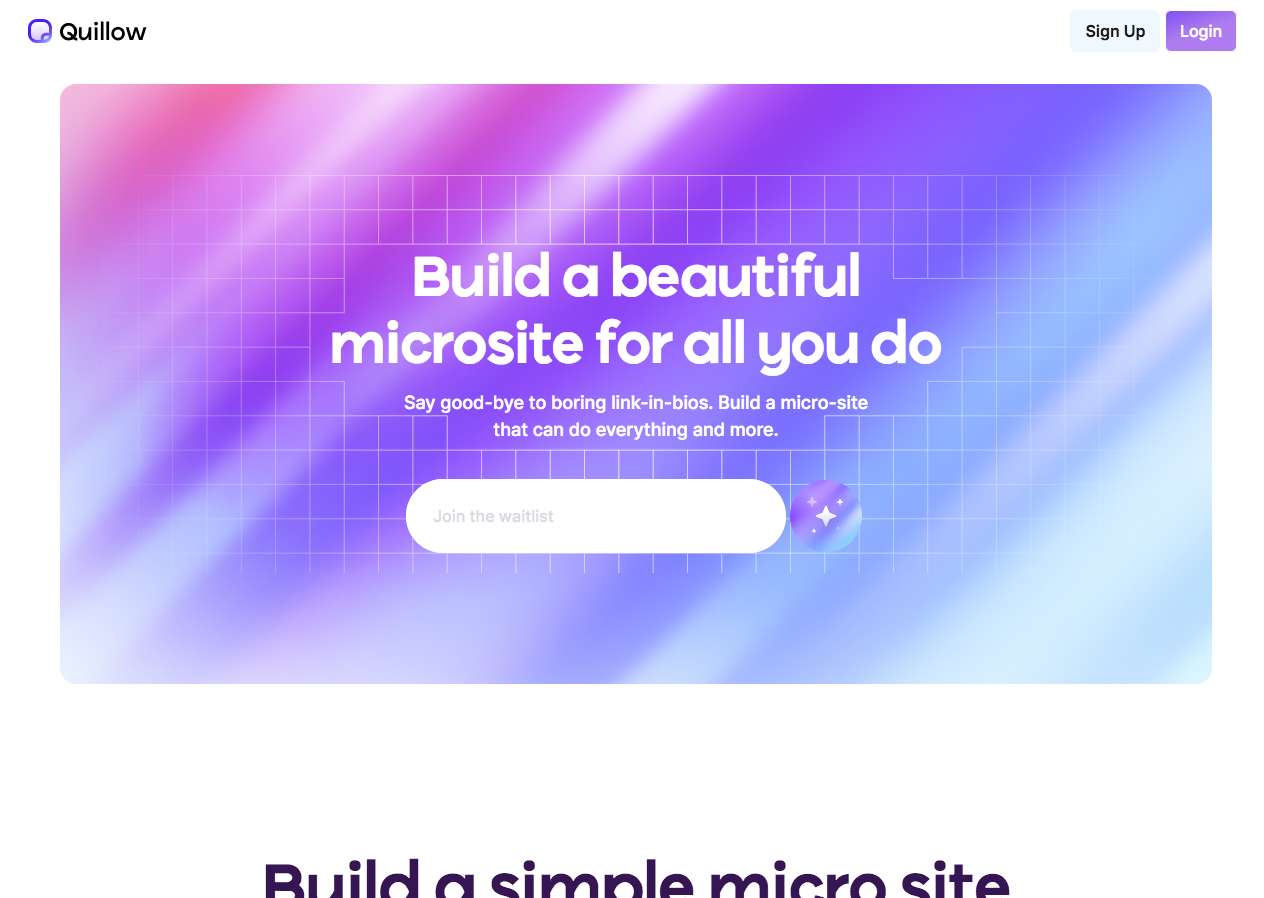 Quillow
Sign Up
Login
Build a beautiful
microsite for all you do
Say good-bye to boring link-in-bios. Build a micro-site
that can do everything and more.
Join the waitlist
Build a simple micro site